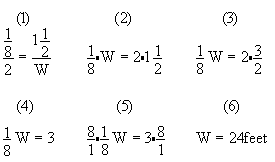 (1) (2) (3)
(1/8)/2 = (1 1/2)/W    1/8 • W = 2 • 1 1/2    1/8 W = 2 • 3/2
(4) (5) (6)
1/8 W = 3    8/1 • 1/8 W = 3 • 8/1    W = 24feet